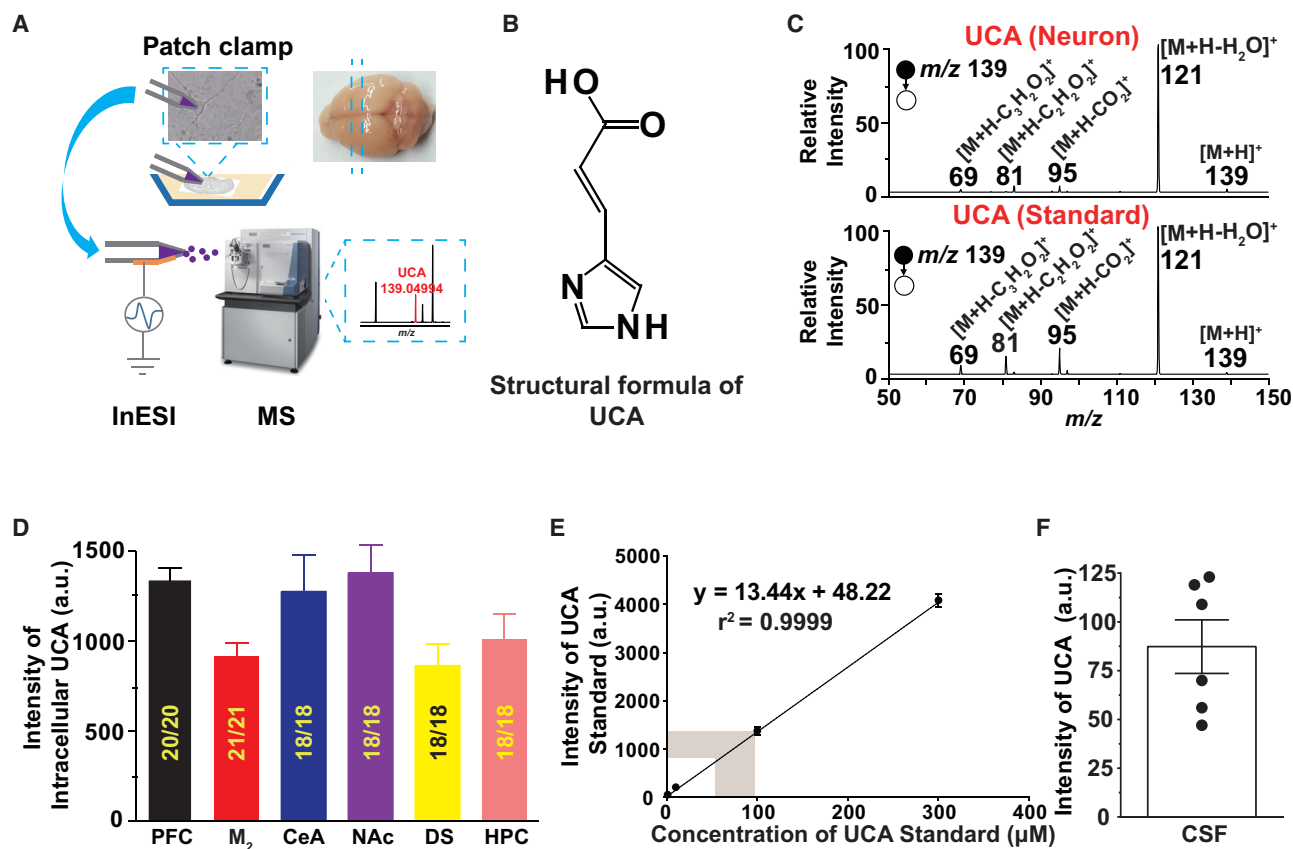 A
Patch clamp
UCA
139.04994
m/z
InESI
MS
B
HO
O
N
NH
Structural formula of
UCA
C
UCA (Neuron)
Relative
Intensity
100
50
0
m/z 139
[M+H-C₃H₂O₂]⁺
[M+H-C₂H₂O₂]⁺
[M+H-CO₂]⁺
[M+H-H₂O]⁺
121
[M+H]⁺
69
81
95
139
UCA (Standard)
Relative
Intensity
100
50
0
m/z 139
[M+H-C₃H₂O₂]⁺
[M+H-C₂H₂O₂]⁺
[M+H-CO₂]⁺
[M+H-H₂O]⁺
121
[M+H]⁺
69
81
95
139
50 70 90 110 130 150
m/z
D
Intensity of
Intracellular UCA (a.u.)
1500
1000
500
0
20/20
21/21
18/18
18/18
18/18
18/18
PFC M₂ CeA NAc DS HPC
E
Intensity of UCA
Standard (a.u.)
5000
4000
3000
2000
1000
0
y = 13.44x + 48.22
r² = 0.9999
0 100 200 300 400
Concentration of UCA Standard (µM)
F
Intensity of UCA (a.u.)
125
100
75
50
25
0
CSF